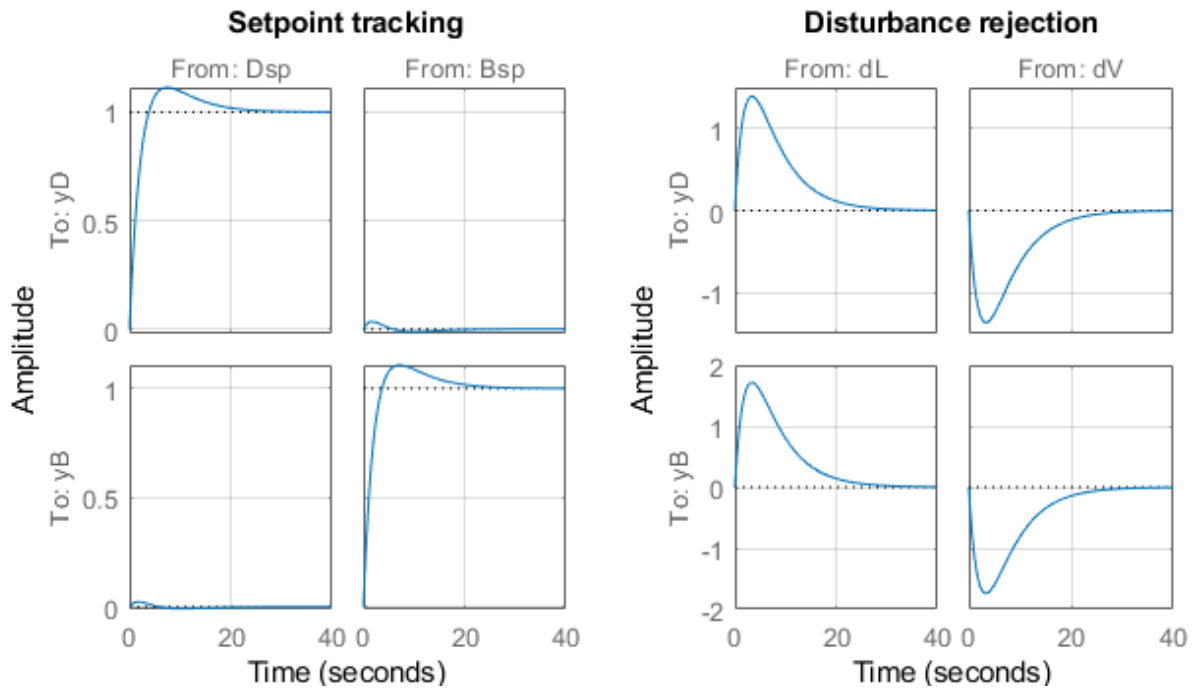 Setpoint tracking
From: Dsp
From: Bsp
To: yD
1
0.5
0
To: yB
1
0.5
0
Amplitude
0
20
40
0
20
40
Time (seconds)
Disturbance rejection
From: dL
From: dV
To: yD
1
0
-1
To: yB
2
1
0
-1
-2
Amplitude
0
20
40
0
20
40
Time (seconds)